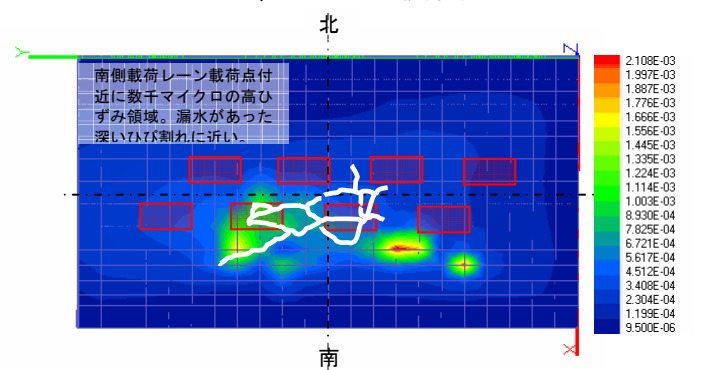 北
Y
Z
南側載荷レーン載荷点付
近に数千マイクロの高ひ
ずみ領域。漏水があった
深いひび割れに近い。
2.108E-03
1.997E-03
1.887E-03
1.776E-03
1.666E-03
1.556E-03
1.445E-03
1.335E-03
1.224E-03
1.114E-03
1.003E-03
8.930E-04
7.825E-04
6.721E-04
5.617E-04
4.512E-04
3.408E-04
2.304E-04
1.199E-04
9.500E-06
南
X